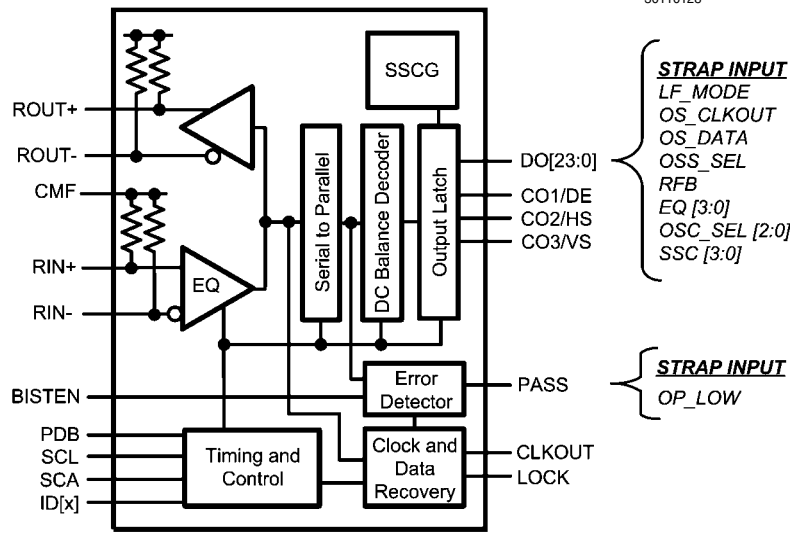 SSCG
ROUT+
ROUT-
CMF
RIN+
RIN-
EQ
Serial to Parallel
DC Balance Decoder
Output Latch
DO[23:0]
CO1/DE
CO2/HS
CO3/VS
STRAP INPUT
LF_MODE
OS_CLKOUT
OS_DATA
OSS_SEL
RFB
EQ [3:0]
OSC_SEL [2:0]
SSC [3:0]
BISTEN
Error
Detector
PASS
STRAP INPUT
OP_LOW
PDB
SCL
SCA
ID[x]
Timing and
Control
Clock and
Data
Recovery
CLKOUT
LOCK